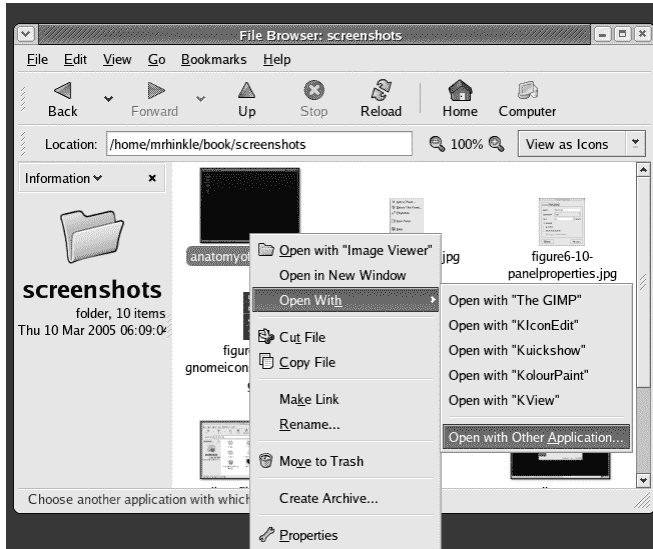 File Browser: screenshots
File Edit View Go Bookmarks Help
Back Forward Up Stop Reload Home Computer
Location: /home/mrhinkle/book/screenshots 100% View as Icons
Information
screenshots
folder, 10 items
Thu 10 Mar 2005 06:09:0
anatomyo
jpg
figure6-10-
panelproperties.jpg
figur
gnomeicon
Open with "Image Viewer"
Open in New Window
Open With
Cut File
Copy File
Make Link
Rename...
Move to Trash
Create Archive...
Properties
Open with "The GIMP"
Open with "KIconEdit"
Open with "Kuickshow"
Open with "KolourPaint"
Open with "KView"
Open with Other Application...
Choose another application with which